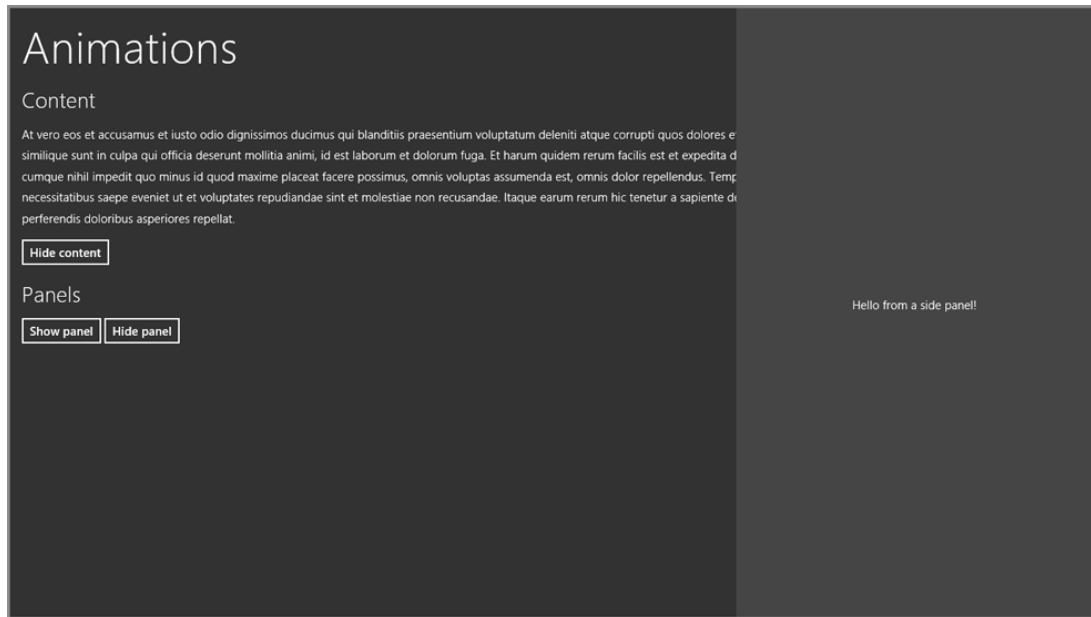 Animations
Content
At vero eos et accusamus et iusto odio dignissimos ducimus qui blanditiis praesentium voluptatum deleniti atque corrupti quos dolores
similique sunt in culpa qui officia deserunt mollitia animi, id est laborum et dolorum fuga. Et harum quidem rerum facilis est et expedita
cumque nihil impedit quo minus id quod maxime placeat facere possimus, omnis voluptas assumenda est, omnis dolor repellendus.
necessitatibus saepe eveniet ut et voluptates repudiandae sint et molestiae non recusandae. Itaque earum rerum hic tenetur a sapiente
perferendis doloribus asperiores repellat.
Hide content
Panels
Show panel Hide panel
Hello from a side panel!